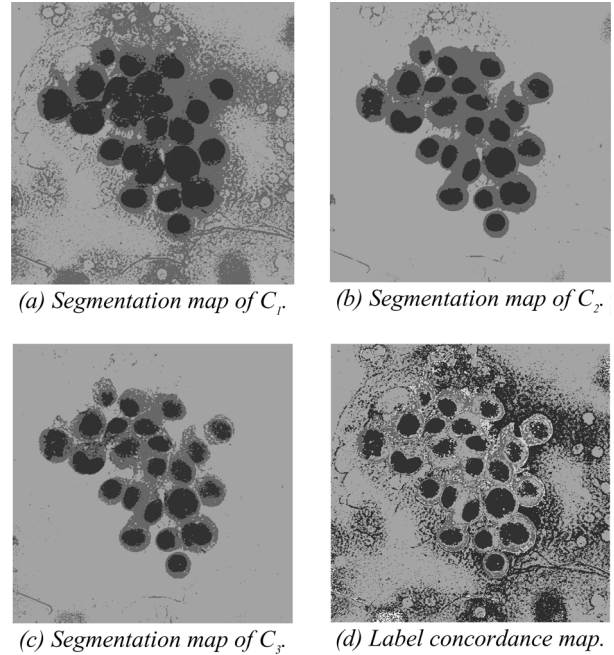 (a) Segmentation map of C1.
(b) Segmentation map of C2.
(c) Segmentation map of C3.
(d) Label concordance map.